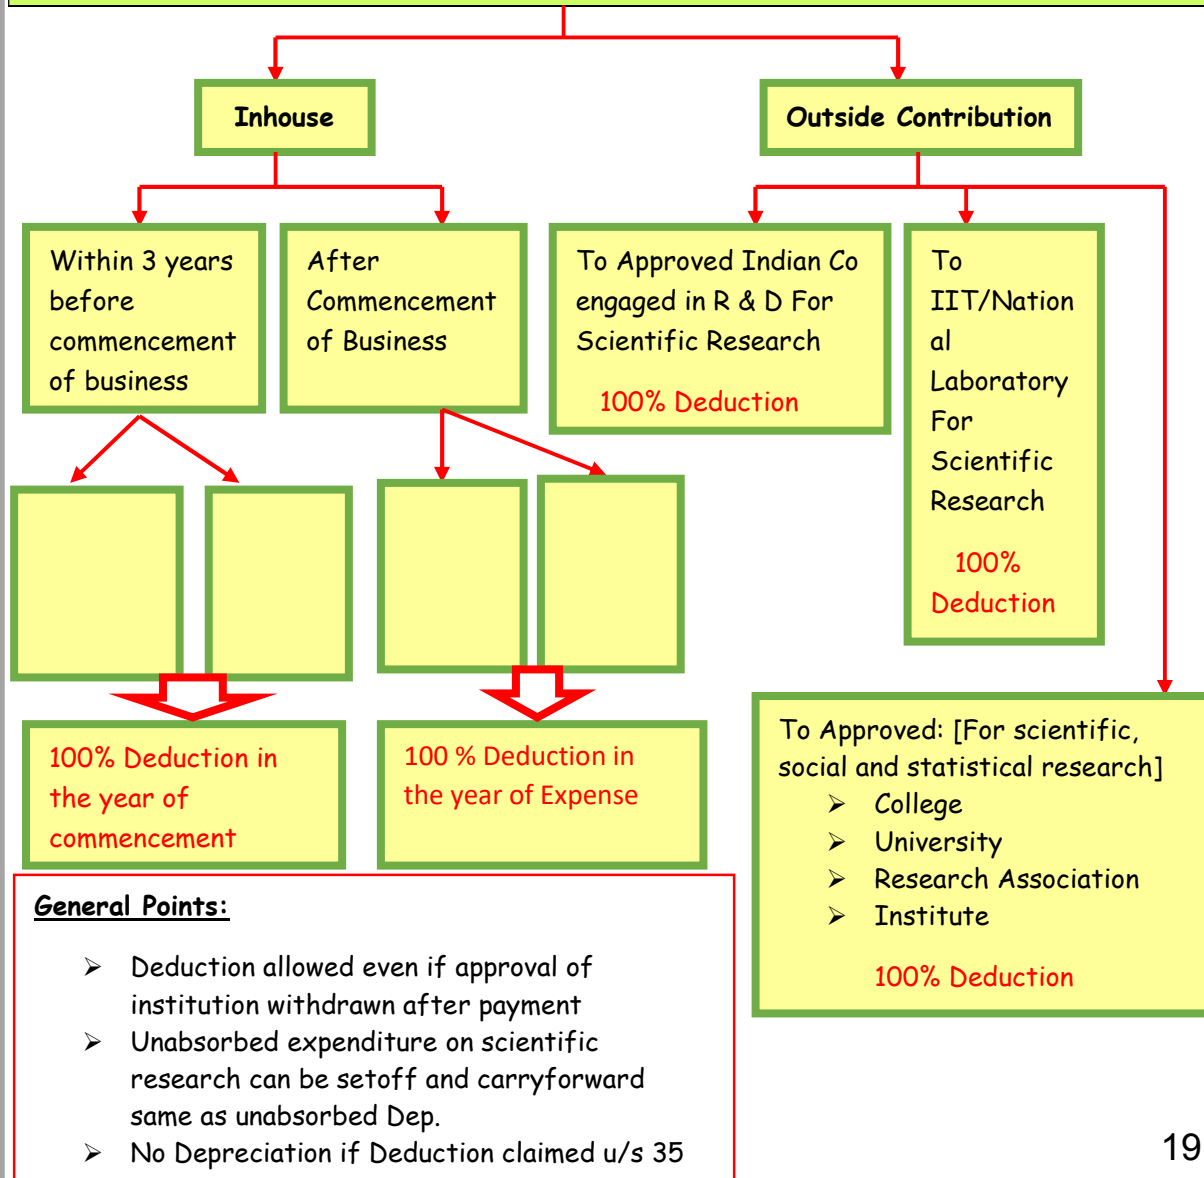 Inhouse
Outside Contribution
Within 3 years
before
commencement
of business
After
Commencement
of Business
To Approved Indian Co
engaged in R & D For
Scientific Research
100% Deduction
To
IIT/Nation
al
Laboratory
For
Scientific
Research
100%
Deduction
100% Deduction in
the year of
commencement
100 % Deduction in
the year of Expense
To Approved: [For scientific,
social and statistical research]
➢ College
➢ University
➢ Research Association
➢ Institute
100% Deduction
General Points:
➢ Deduction allowed even if approval of
institution withdrawn after payment
➢ Unabsorbed expenditure on scientific
research can be setoff and carryforward
same as unabsorbed Dep.
➢ No Depreciation if Deduction claimed u/s 35
19